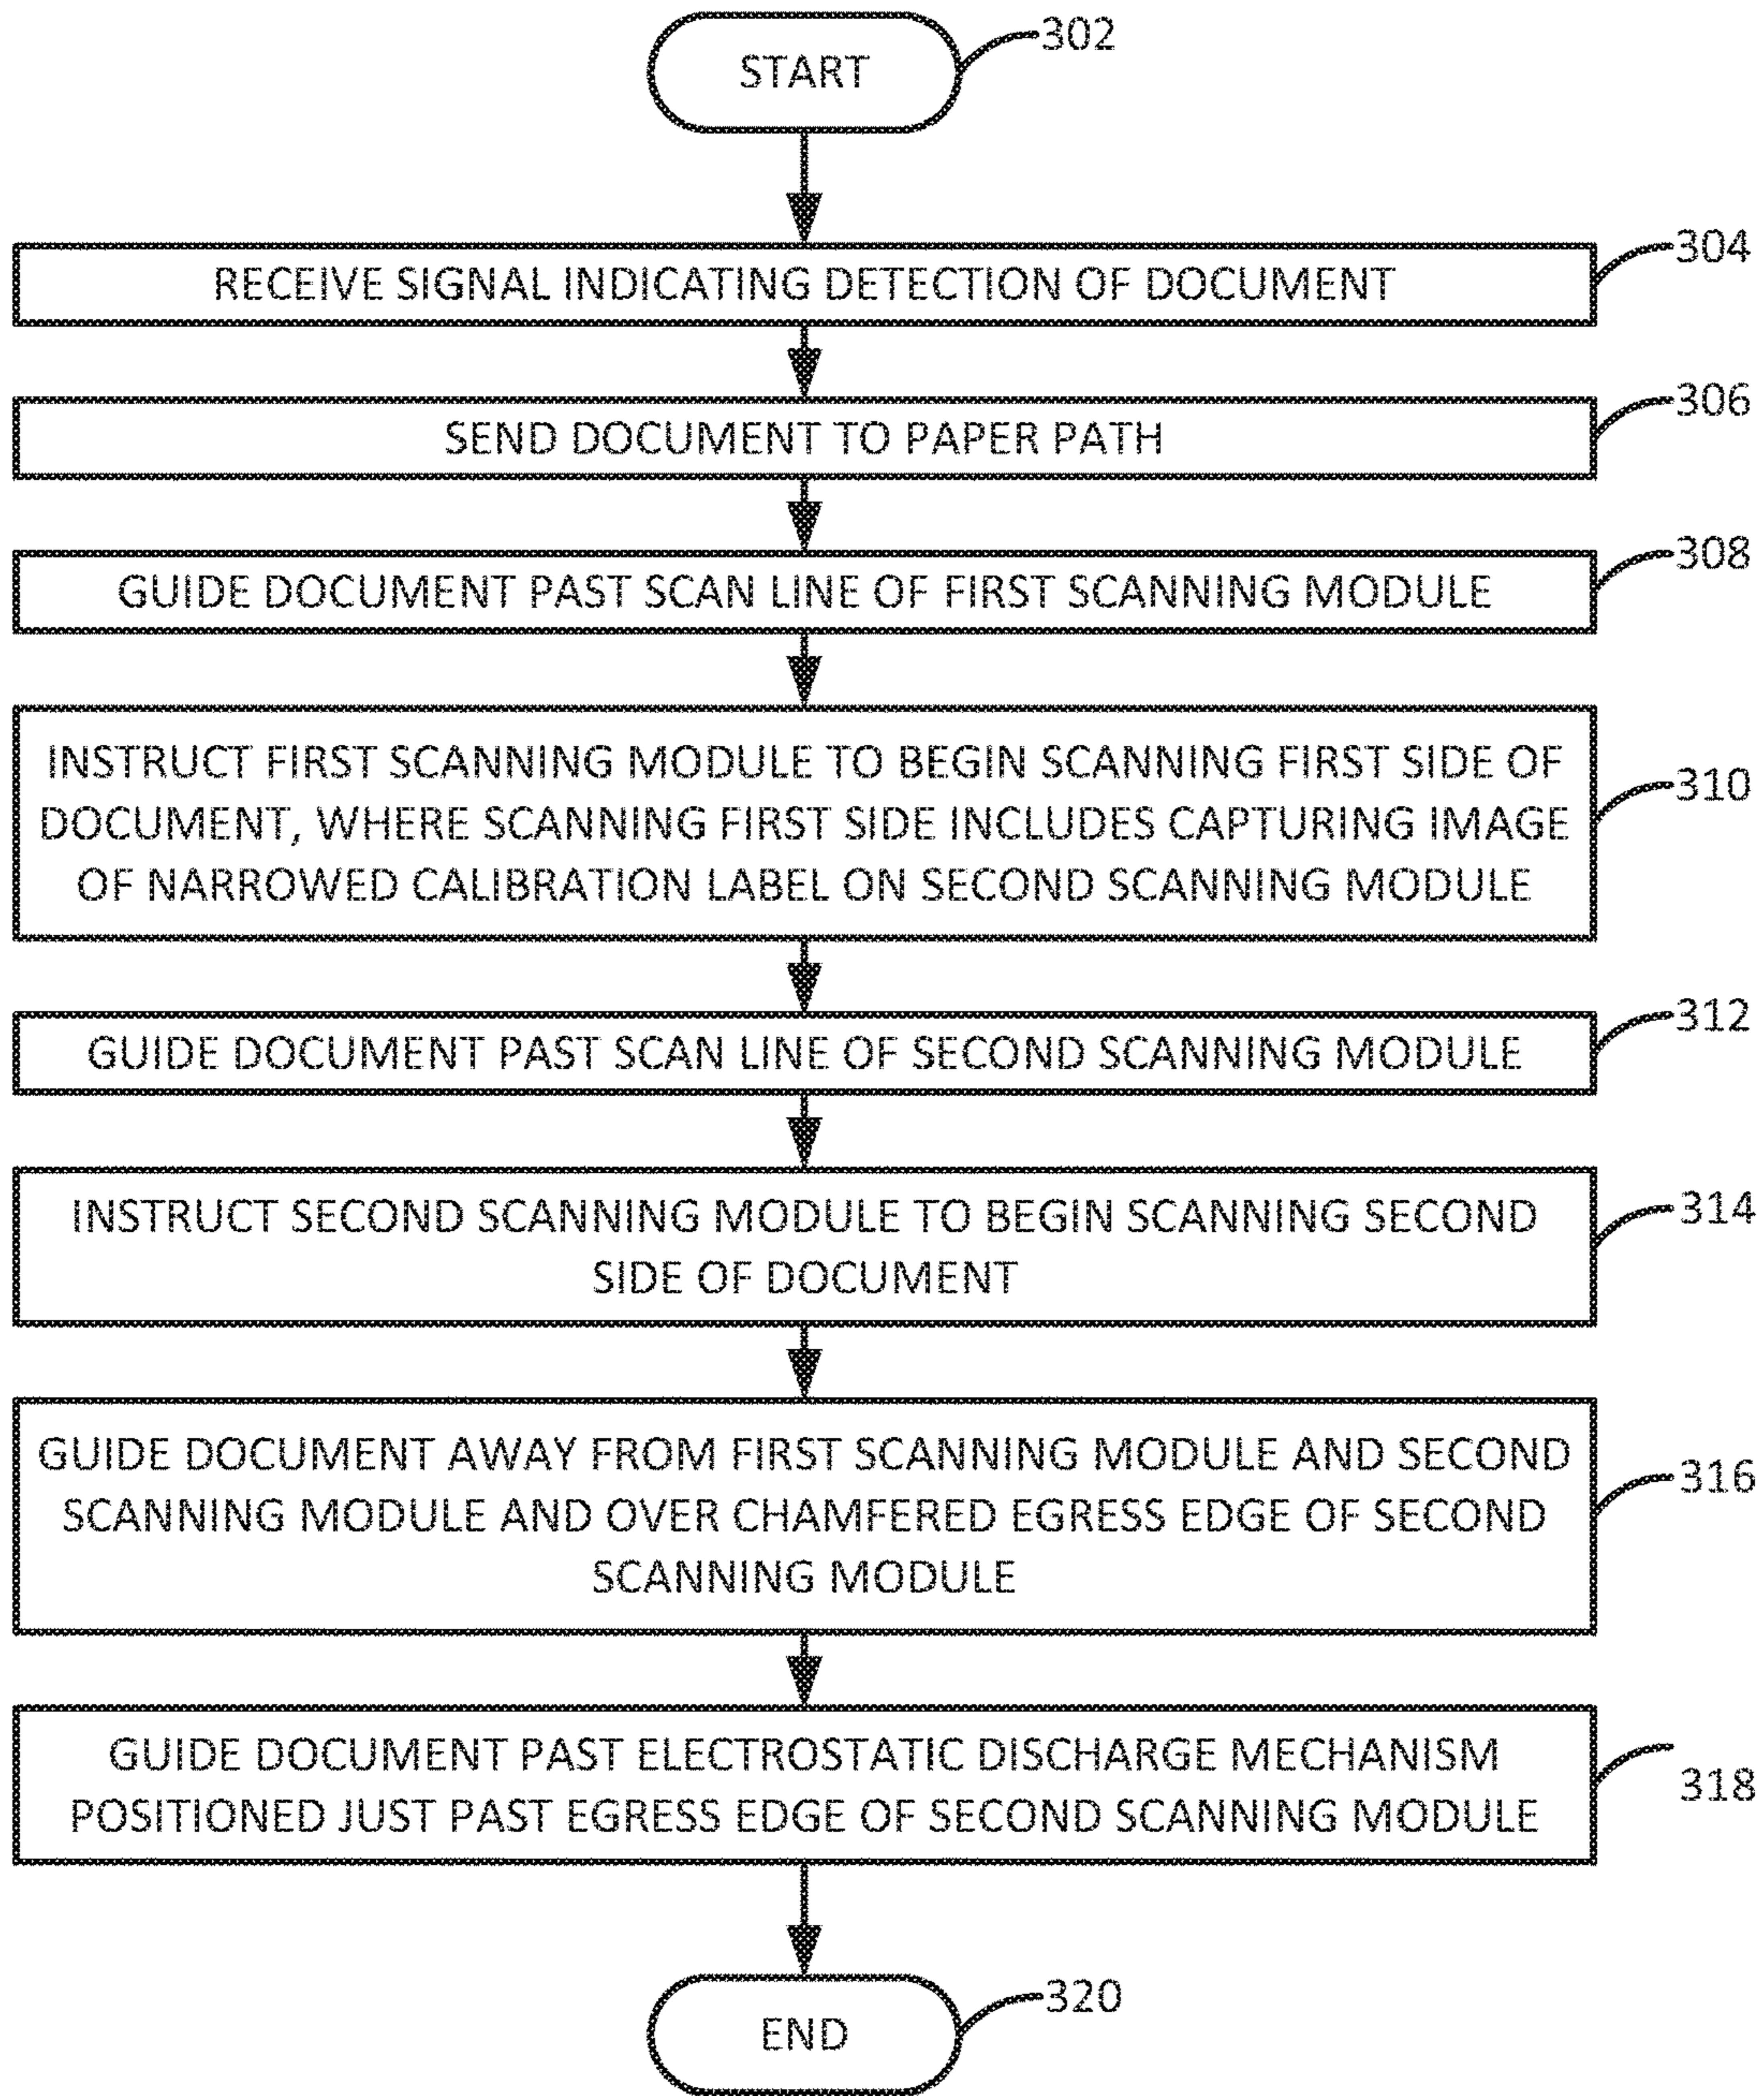 START
302
RECEIVE SIGNAL INDICATING DETECTION OF DOCUMENT
304
SEND DOCUMENT TO PAPER PATH
306
GUIDE DOCUMENT PAST SCAN LINE OF FIRST SCANNING MODULE
308
INSTRUCT FIRST SCANNING MODULE TO BEGIN SCANNING FIRST SIDE OF
DOCUMENT, WHERE SCANNING FIRST SIDE INCLUDES CAPTURING IMAGE
OF NARROWED CALIBRATION LABEL ON SECOND SCANNING MODULE
310
GUIDE DOCUMENT PAST SCAN LINE OF SECOND SCANNING MODULE
312
INSTRUCT SECOND SCANNING MODULE TO BEGIN SCANNING SECOND
SIDE OF DOCUMENT
314
GUIDE DOCUMENT AWAY FROM FIRST SCANNING MODULE AND SECOND
SCANNING MODULE AND OVER CHAMFERED EGRESS EDGE OF SECOND
SCANNING MODULE
316
GUIDE DOCUMENT PAST ELECTROSTATIC DISCHARGE MECHANISM
POSITIONED JUST PAST EGRESS EDGE OF SECOND SCANNING MODULE
318
END
320